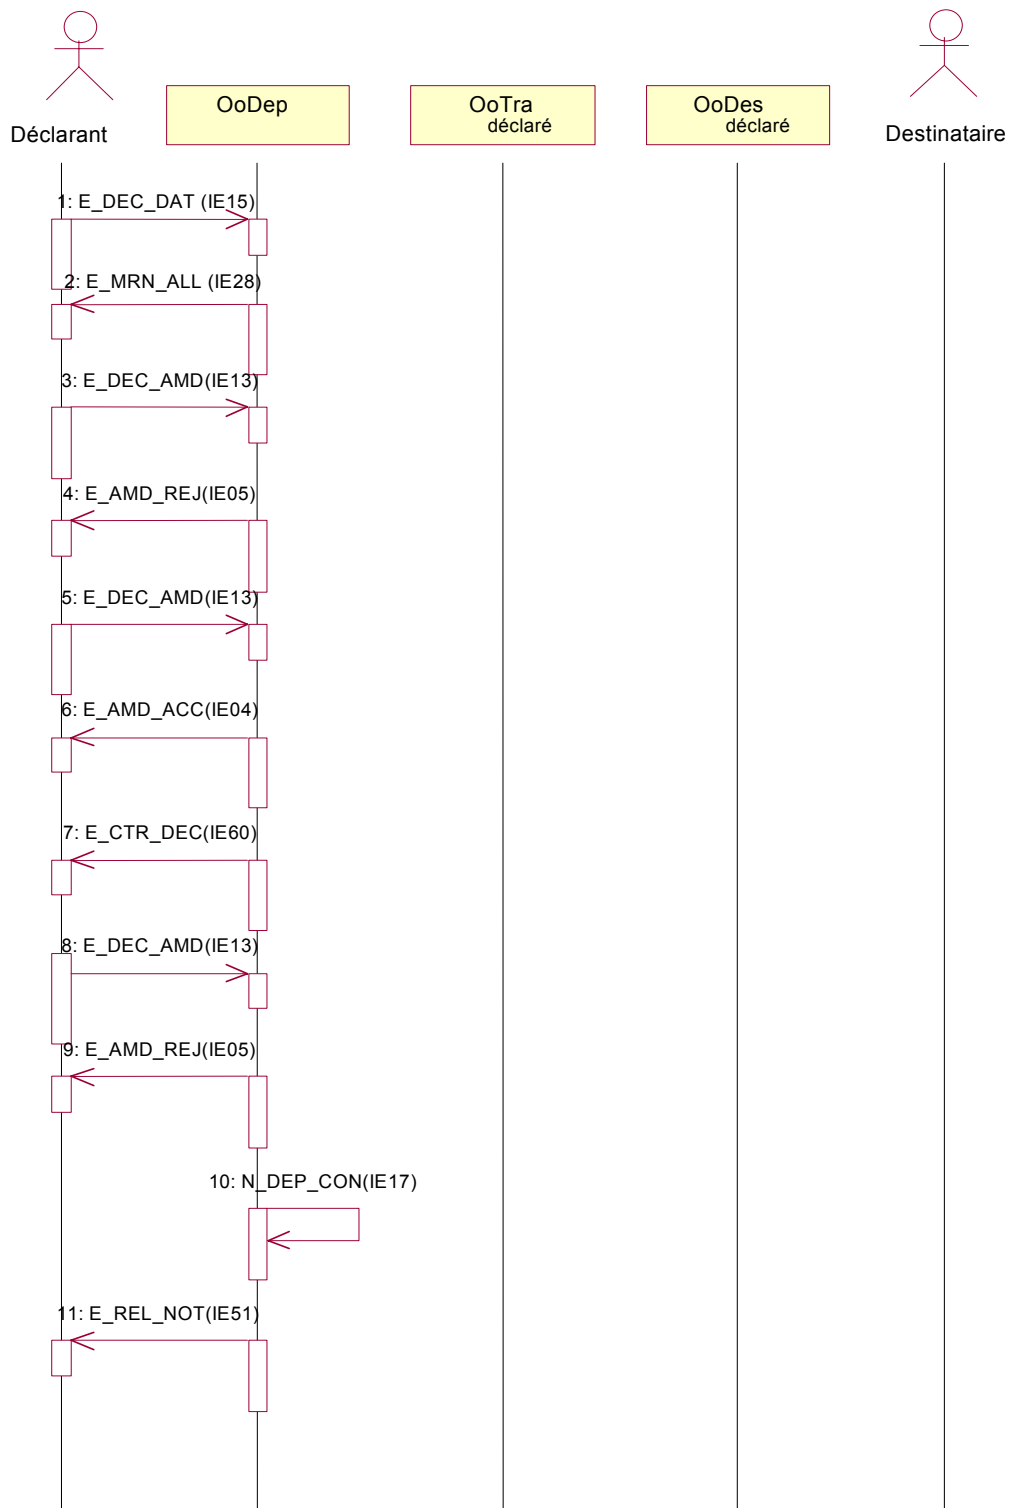 Déclarant
OoDep
OoTra
déclaré
OoDes
déclaré
Destinataire
1: E_DEC_DAT (IE15)
2: E_MRN_ALL (IE28)
3: E_DEC_AMD(IE13)
4: E_AMD_REJ(IE05)
5: E_DEC_AMD(IE13)
6: E_AMD_ACC(IE04)
7: E_CTR_DEC(IE60)
8: E_DEC_AMD(IE13)
9: E_AMD_REJ(IE05)
10: N_DEP_CON(IE17)
11: E_REL_NOT(IE51)